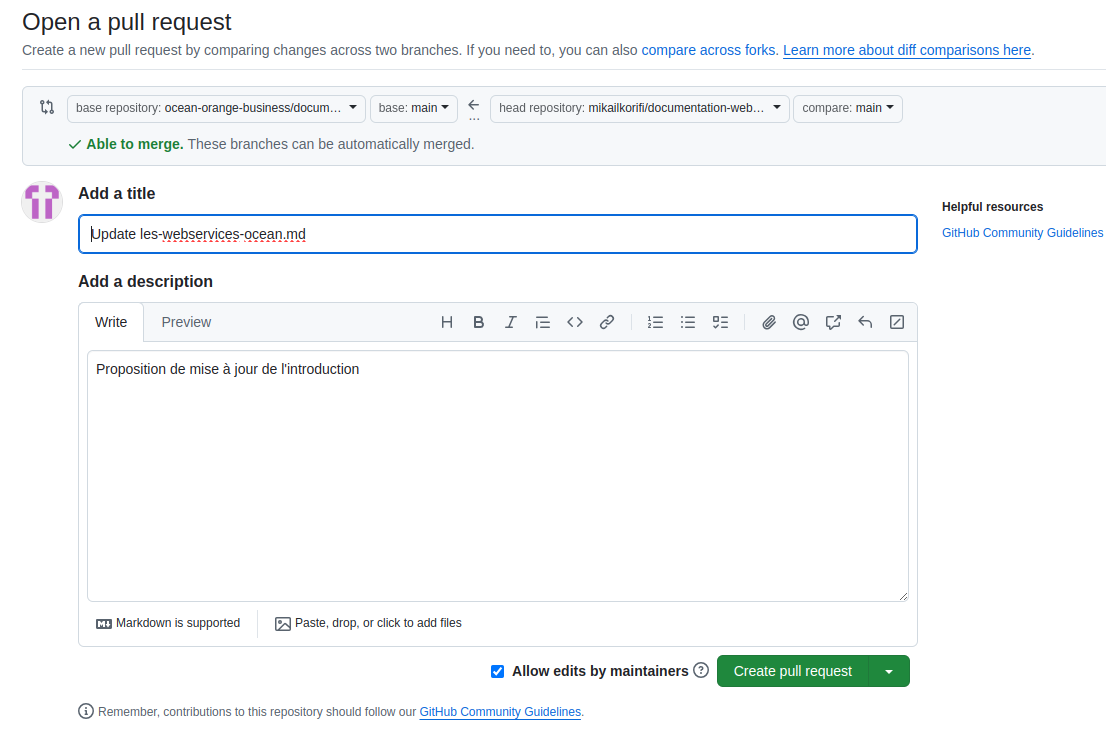 Open a pull request
Create a new pull request by comparing changes across two branches. If you need to, you can also compare across forks. Learn more about diff comparisons here.
base repository: ocean-orange-business/docum... base: main head repository: mikailkorifi/documentation-web... compare: main
Able to merge. These branches can be automatically merged.
Add a title
Update les-webservices-ocean.md
Helpful resources
GitHub Community Guidelines
Add a description
Write Preview
Proposition de mise à jour de l'introduction
Markdown is supported Paste, drop, or click to add files
Allow edits by maintainers Create pull request
Remember, contributions to this repository should follow our GitHub Community Guidelines.